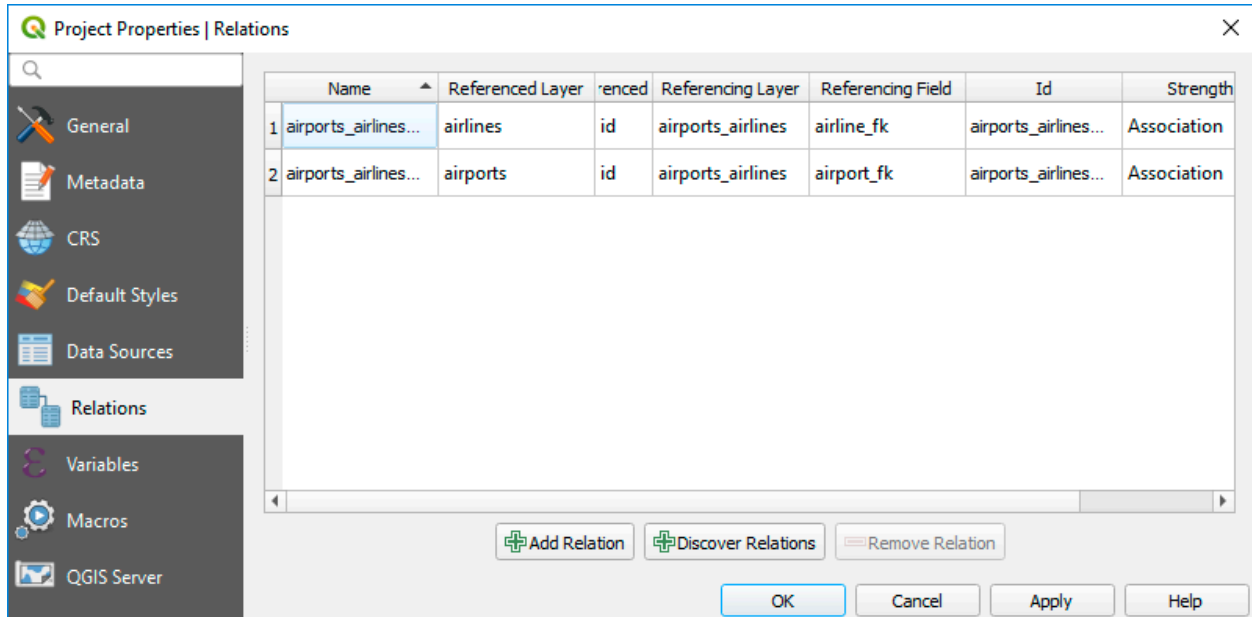 Project Properties | Relations
General
Metadata
CRS
Default Styles
Data Sources
Relations
Variables
Macros
QGIS Server
Name Referenced Layer renced Referencing Layer Referencing Field Id Strength
1 airports_airlines... airlines id airports_airlines airline_fk airports_airlines... Association
2 airports_airlines... airports id airports_airlines airport_fk airports_airlines... Association
Add Relation Discover Relations Remove Relation
OK Cancel Apply Help